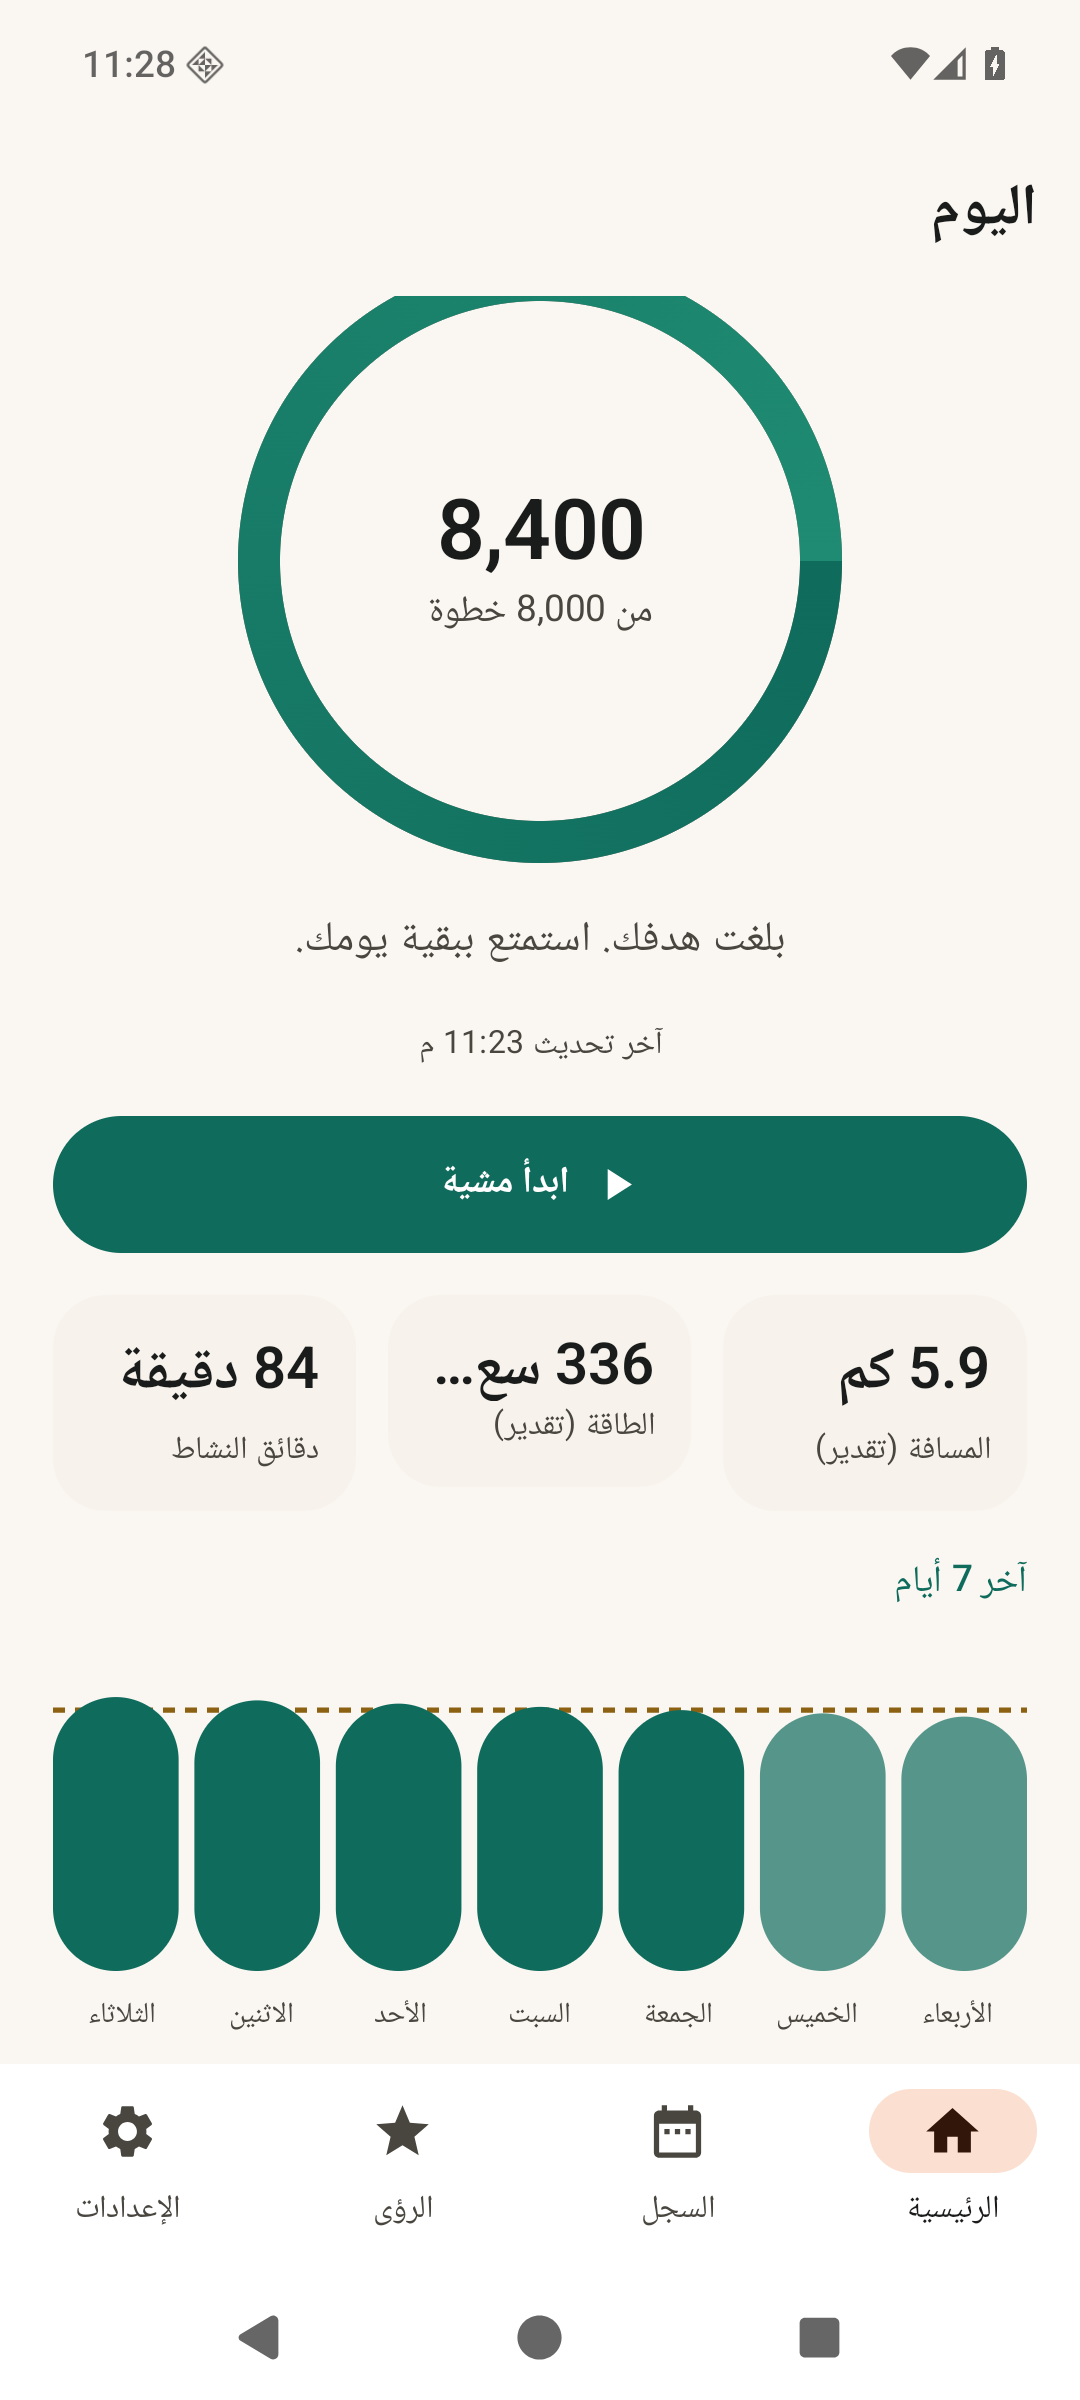 11:28
اليوم
8,400
من 8,000 خطوة
بلغت هدفك. استمتع ببقية يومك.
آخر تحديث 11:23 م
ابدأ مشية
5.9 كم
المسافة (تقدير)
336 سع...
الطاقة (تقدير)
84 دقيقة
دقائق النشاط
آخر 7 أيام
الأربعاء
الخميس
الجمعة
السبت
الأحد
الاثنين
الثلاثاء
الرئيسية
السجل
الرؤى
الإعدادات